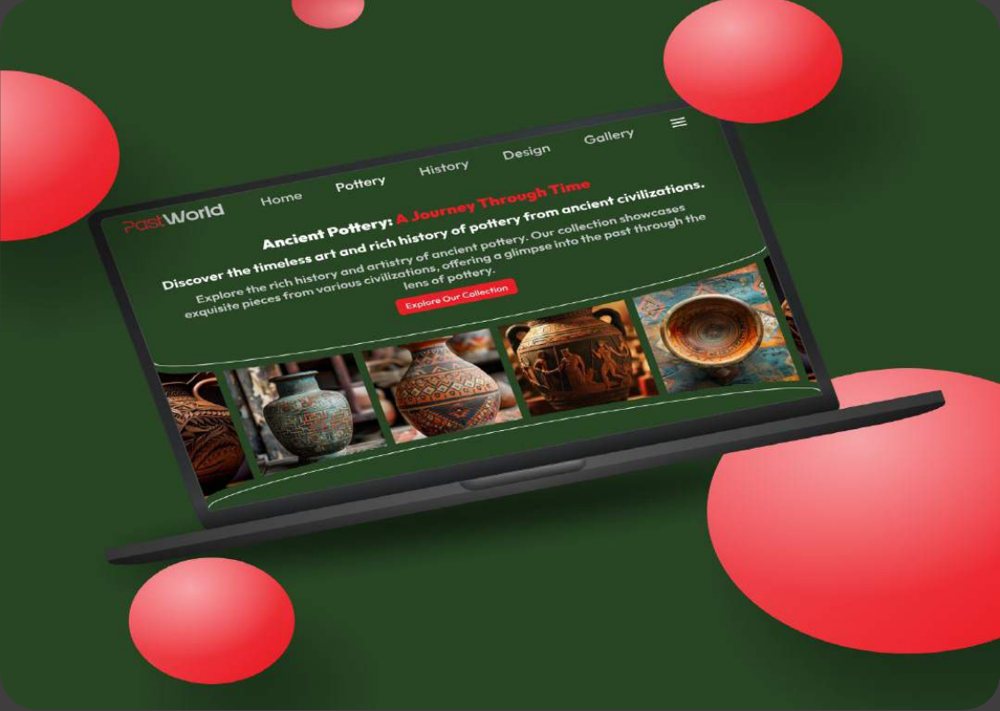 PastWorld
Home
Pottery
History
Design
Gallery
Ancient Pottery: A Journey Through Time
Discover the timeless art and rich history of pottery from ancient civilizations.
Explore the rich history and artistry of ancient pottery. Our collection showcases
exquisite pieces from various civilizations, offering a glimpse into the past through the
lens of pottery.
Explore Our Collection